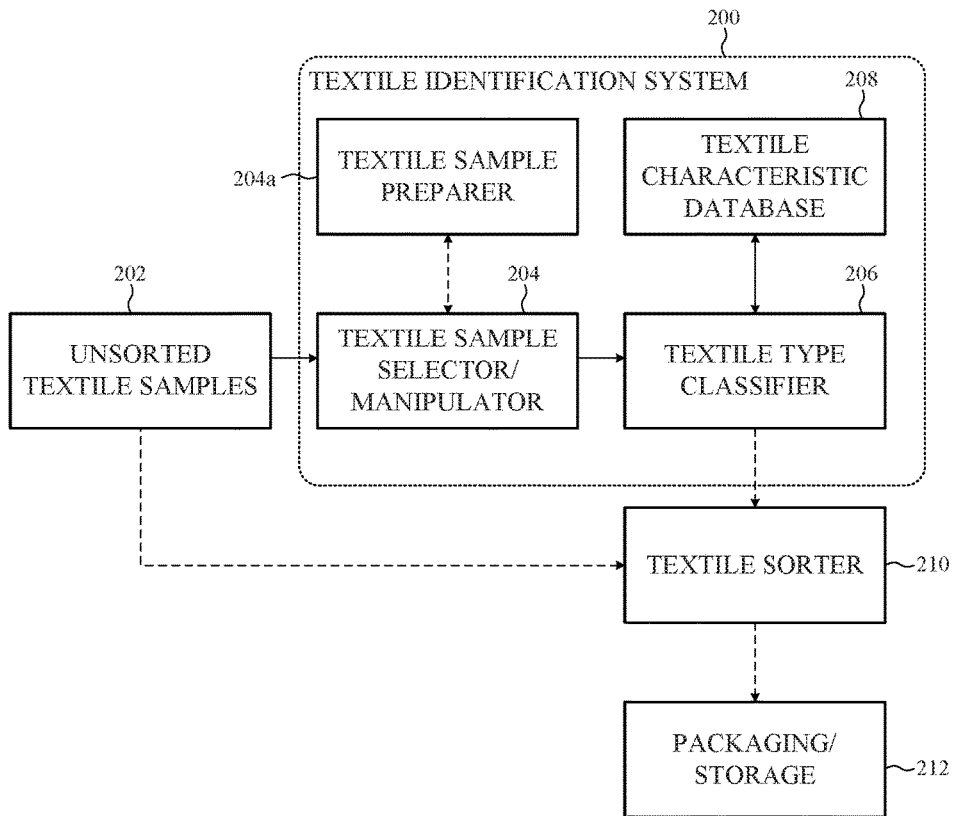 200
TEXTILE IDENTIFICATION SYSTEM
208
204a
TEXTILE SAMPLE
PREPARER
TEXTILE
CHARACTERISTIC
DATABASE
202
204
206
UNSORTED
TEXTILE SAMPLES
TEXTILE SAMPLE
SELECTOR/
MANIPULATOR
TEXTILE TYPE
CLASSIFIER
TEXTILE SORTER
210
PACKAGING/
STORAGE
212